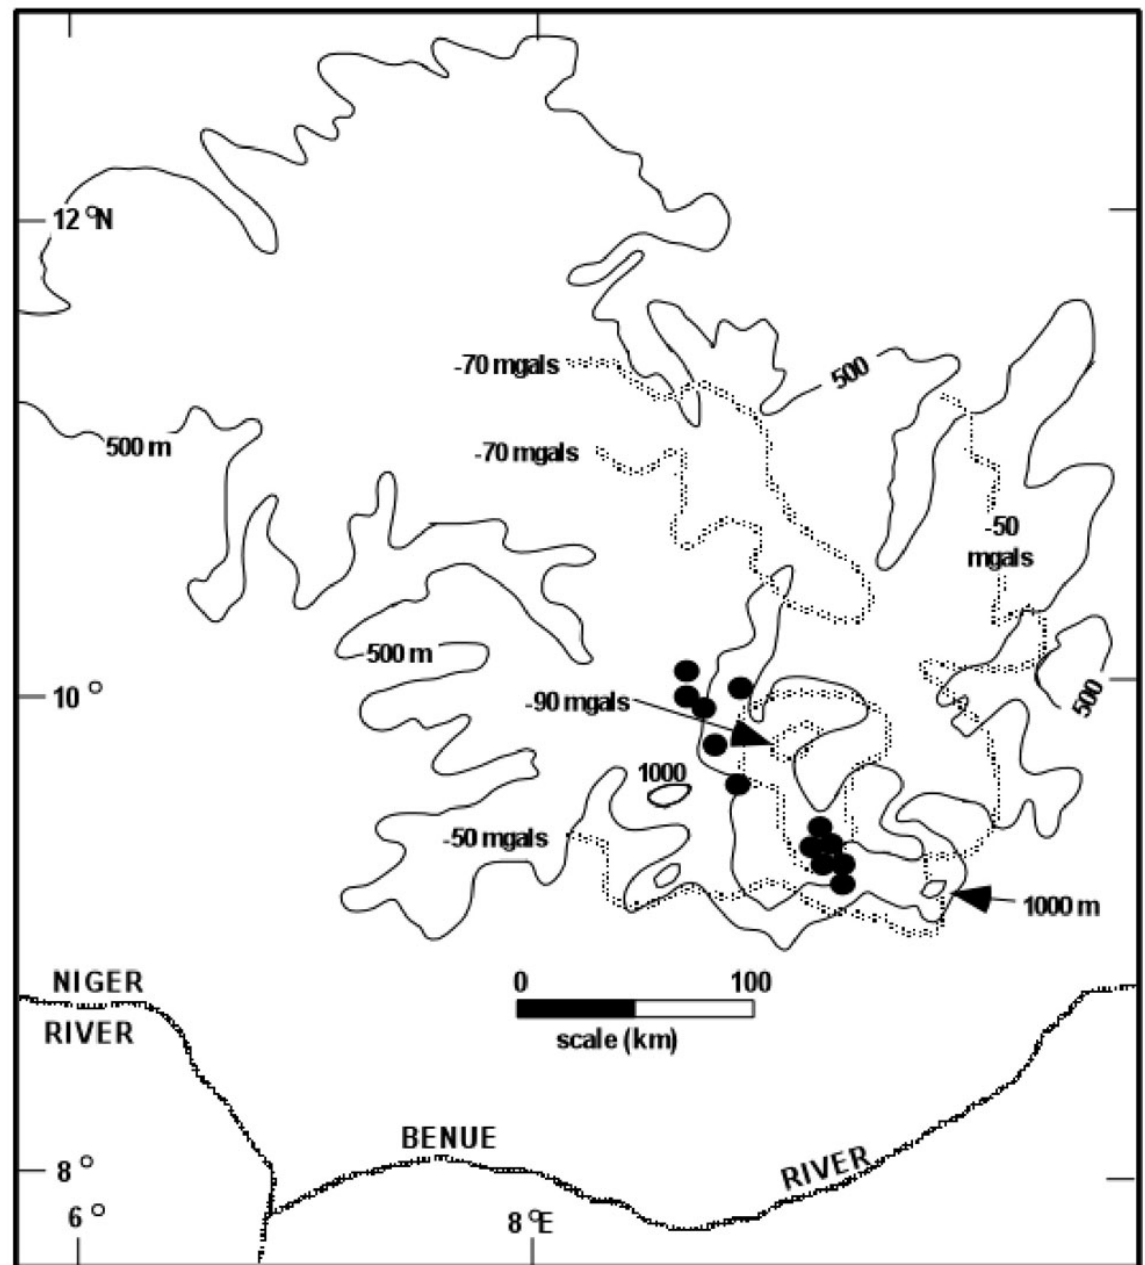 12 °N
-70 mgals
500
500 m
-70 mgals
-50
mgals
500 m
10 °
-90 mgals
500
1000
-50 mgals
1000 m
NIGER
RIVER
0 100
scale (km)
BENUE
RIVER
8 °
6 °
8 °E